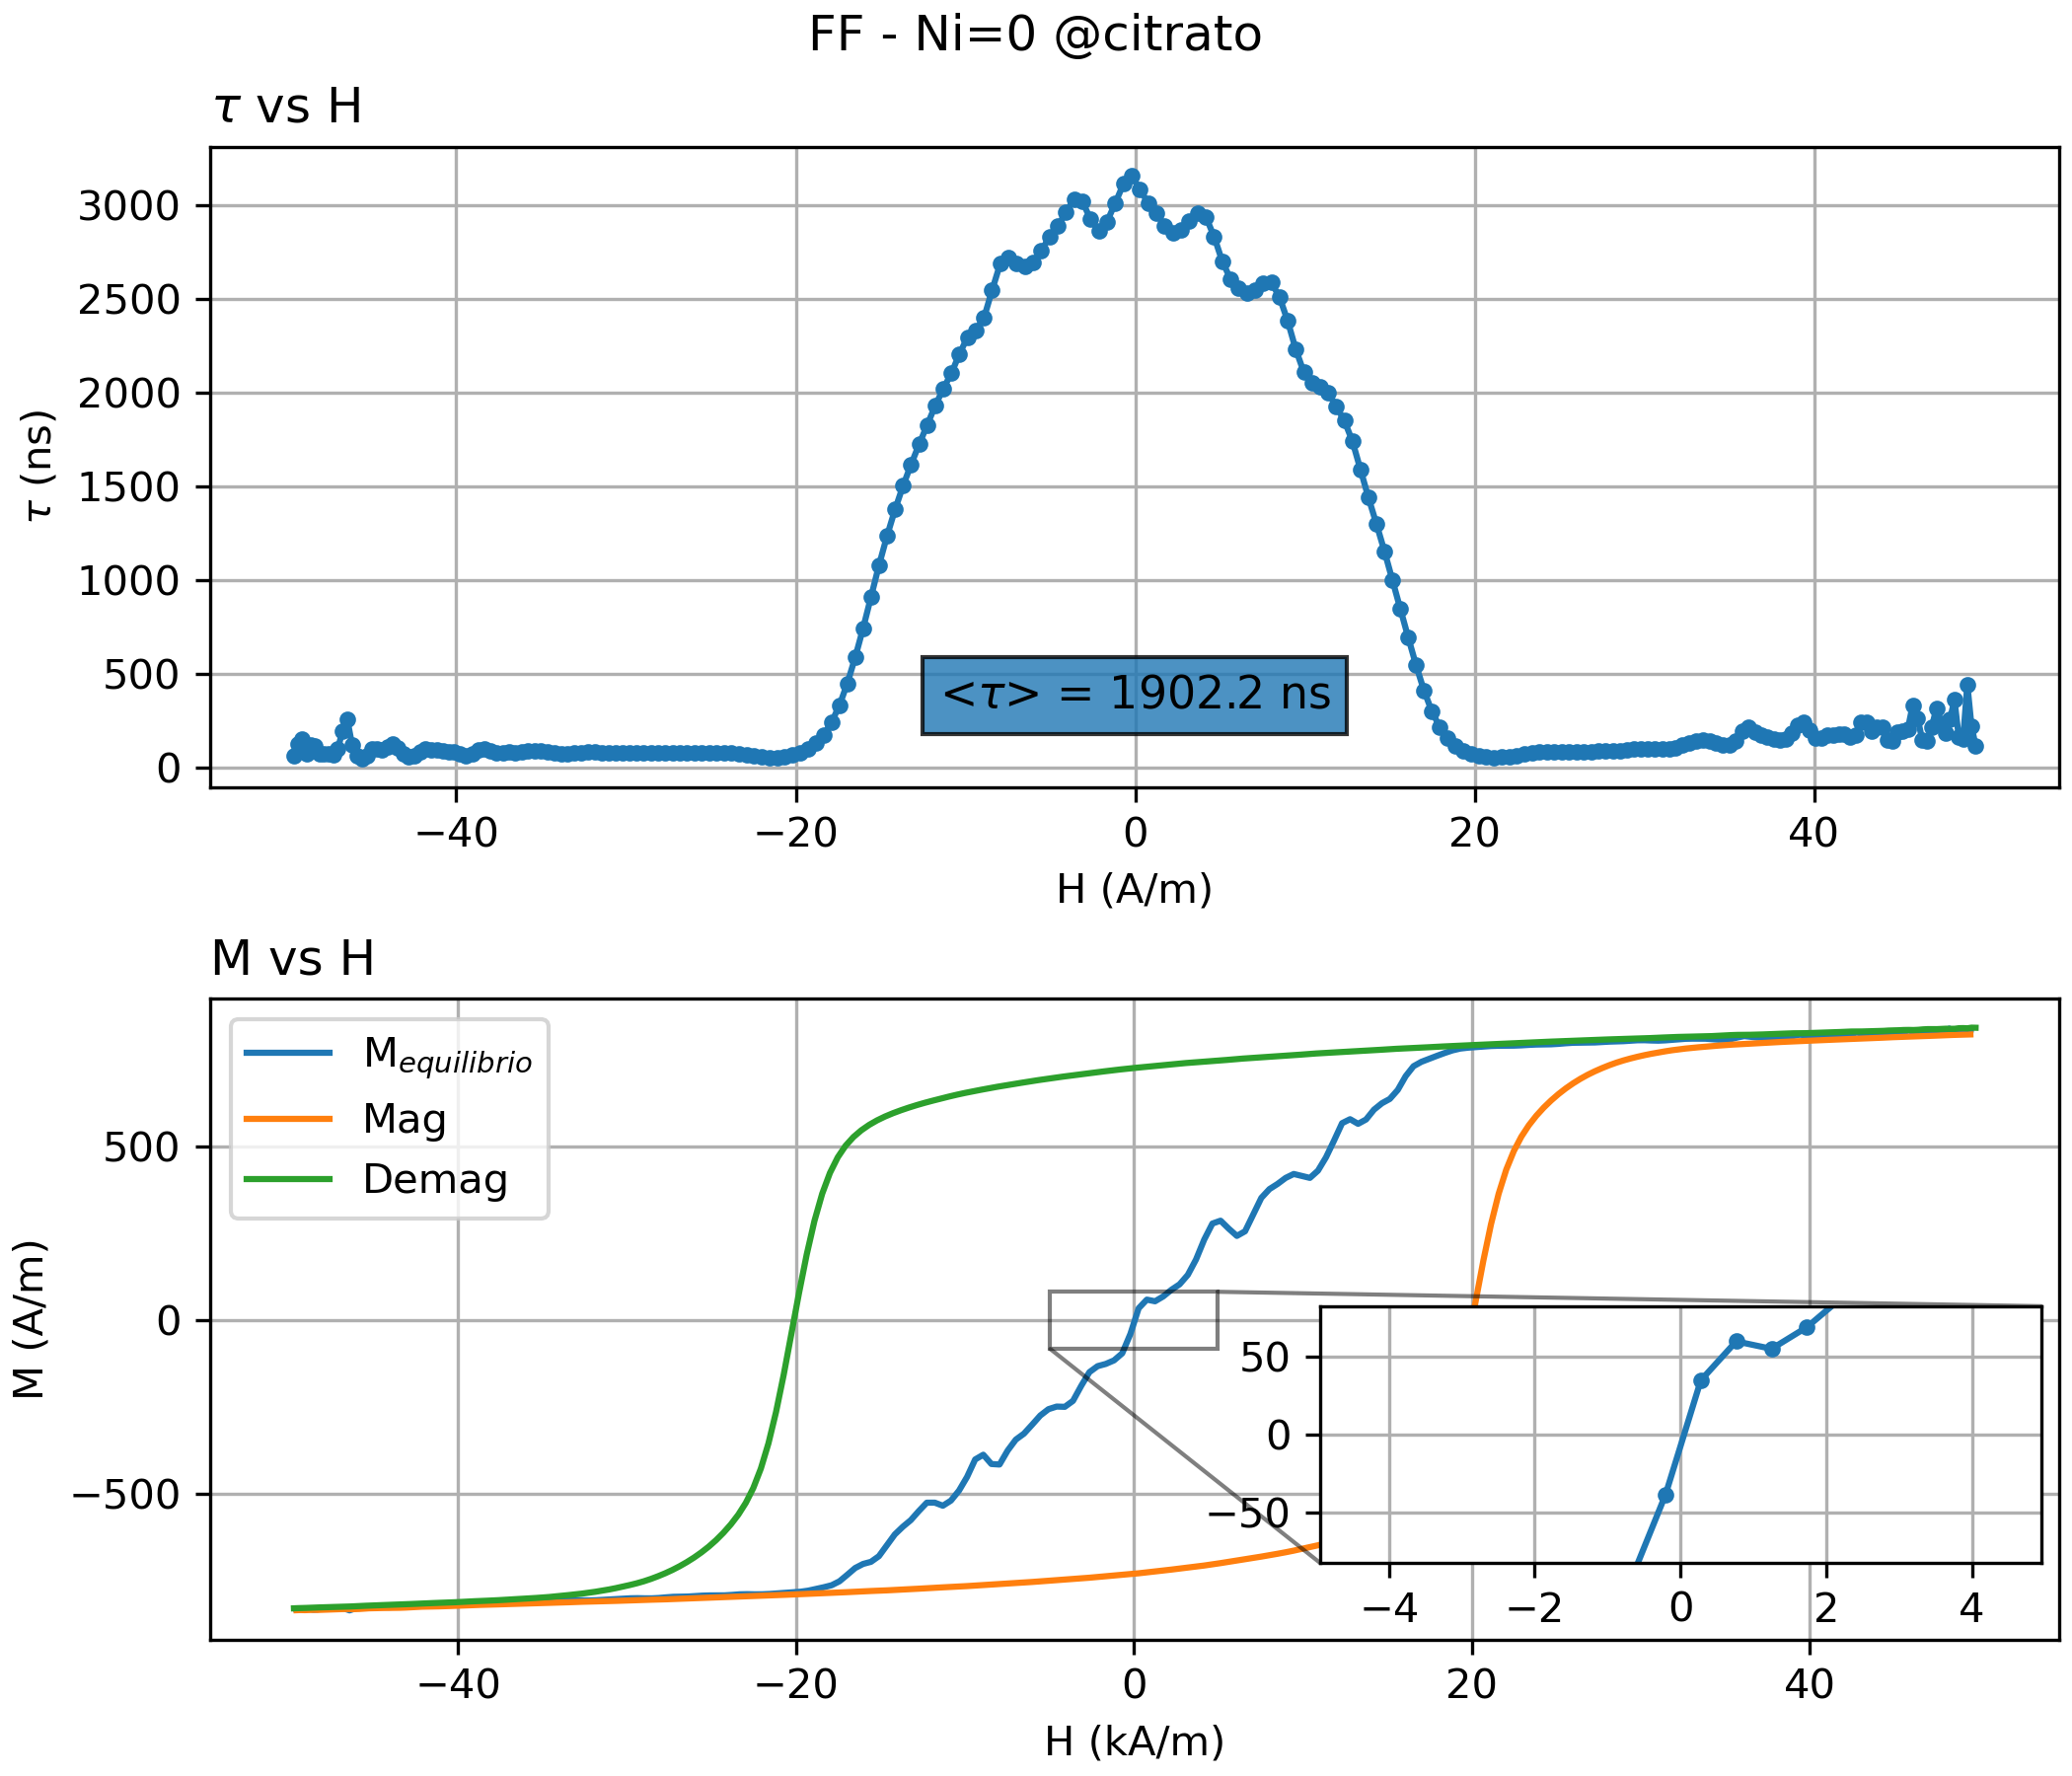 FF - Ni=0 @citrato
τ vs H
3000
2500
2000
1500
1000
500
0
τ (ns)
<τ> = 1902.2 ns
−40 −20 0 20 40
H (A/m)
M vs H
M_equilibrio
Mag
Demag
500
0
−500
M (A/m)
50
0
−50
−4 −2 0 2 4
−40 −20 0 20 40
H (kA/m)